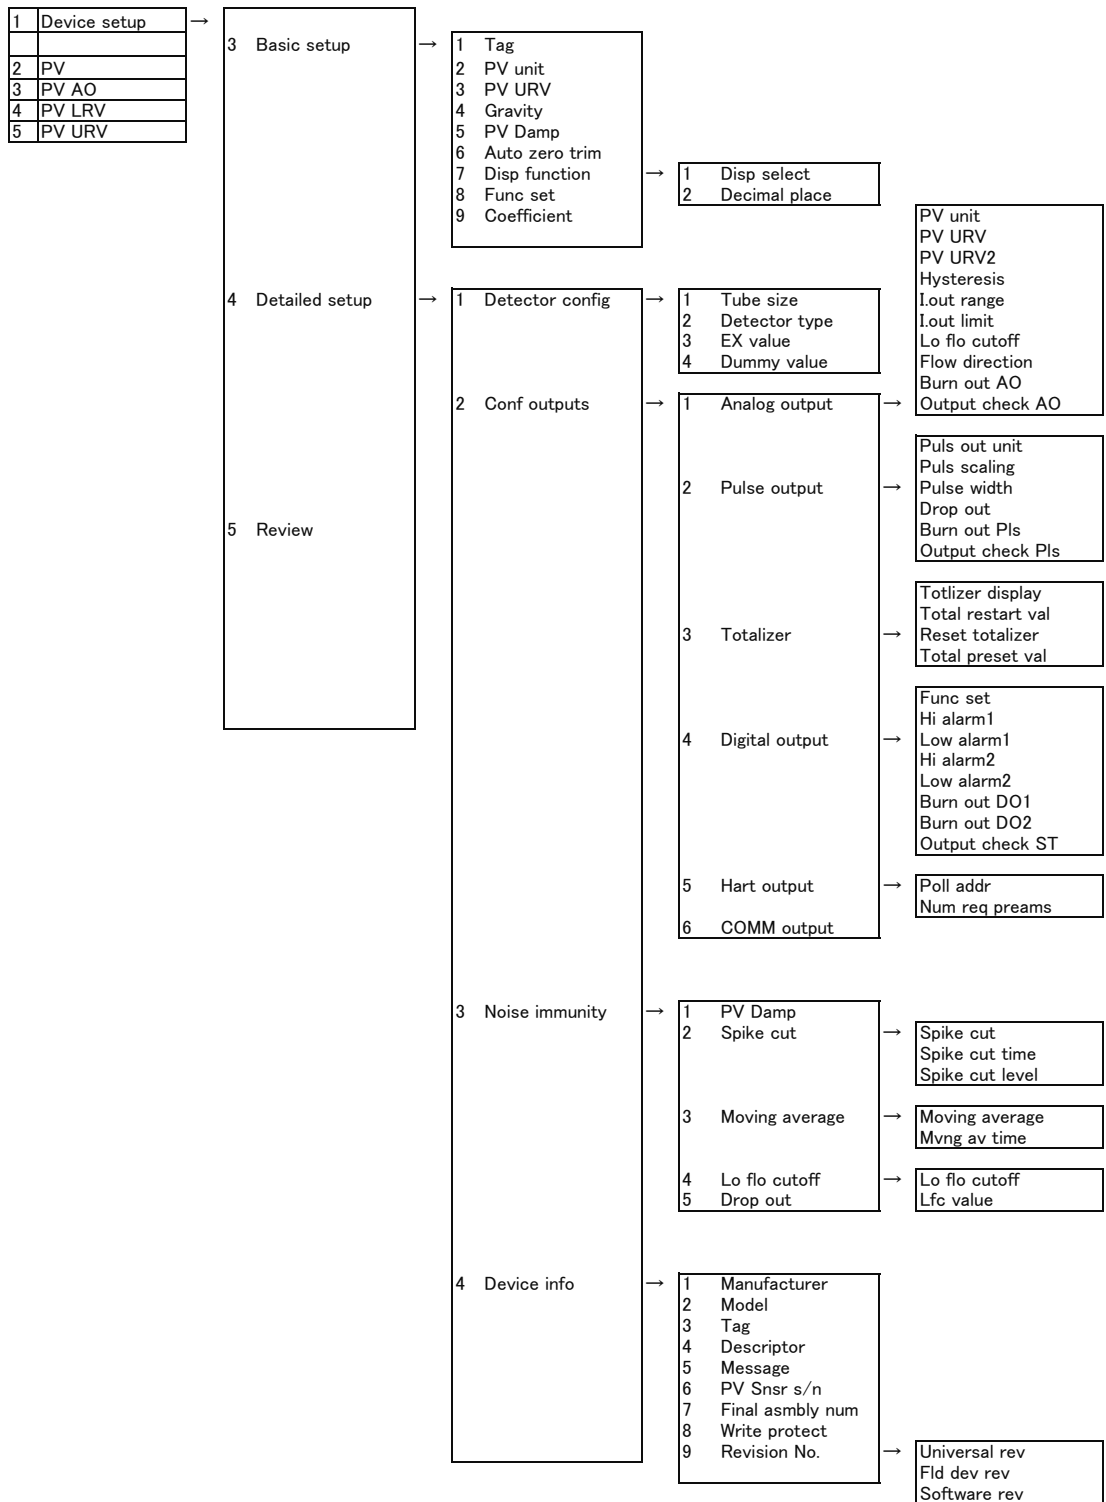 1 Device setup →
2 PV
3 PV AO
4 PV LRV
5 PV URV
3 Basic setup →
4 Detailed setup →
5 Review
1 Tag
2 PV unit
3 PV URV
4 Gravity
5 PV Damp
6 Auto zero trim
7 Disp function →
8 Func set
9 Coefficient
1 Disp select
2 Decimal place
1 Detector config →
2 Conf outputs →
3 Noise immunity →
4 Device info →
1 Tube size
2 Detector type
3 EX value
4 Dummy value
1 Analog output →
2 Pulse output →
3 Totalizer →
4 Digital output →
5 Hart output →
6 COMM output
PV unit
PV URV
PV URV2
Hysteresis
I.out range
I.out limit
Lo flo cutoff
Flow direction
Burn out AO
Output check AO
Puls out unit
Puls scaling
Pulse width
Drop out
Burn out Pls
Output check Pls
Totlizer display
Total restart val
Reset totalizer
Total preset val
Func set
Hi alarm1
Low alarm1
Hi alarm2
Low alarm2
Burn out DO1
Burn out DO2
Output check ST
Poll addr
Num req preams
1 PV Damp
2 Spike cut →
3 Moving average →
4 Lo flo cutoff →
5 Drop out
Spike cut
Spike cut time
Spike cut level
Moving average
Mvng av time
Lo flo cutoff
Lfc value
1 Manufacturer
2 Model
3 Tag
4 Descriptor
5 Message
6 PV Snsr s/n
7 Final asmbly num
8 Write protect
9 Revision No. →
Universal rev
Fld dev rev
Software rev